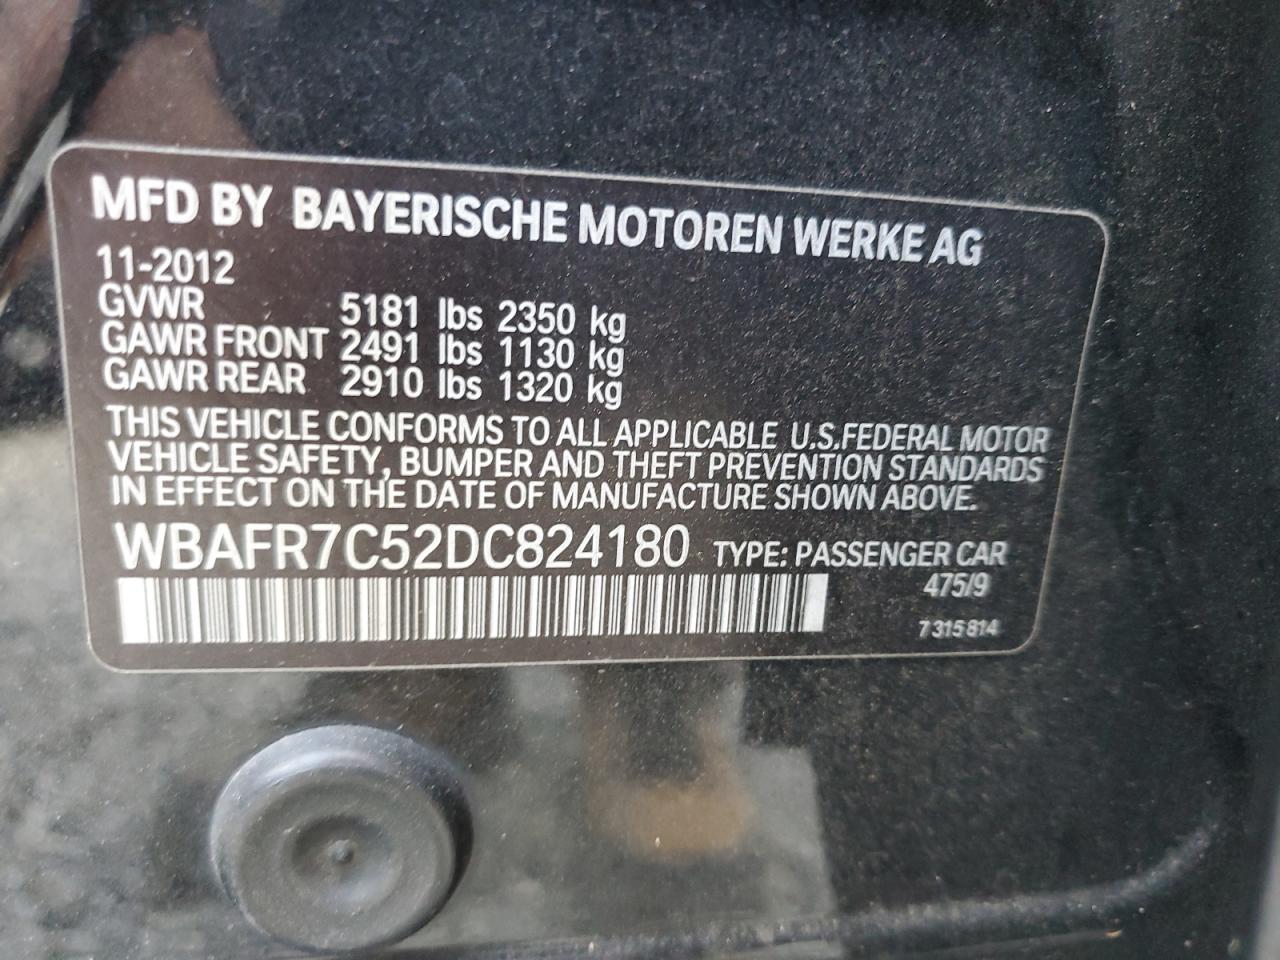 MFD BY BAYERISCHE MOTOREN WERKE AG
11-2012
GVWR 5181 lbs 2350 kg
GAWR FRONT 2491 lbs 1130 kg
GAWR REAR 2910 lbs 1320 kg
THIS VEHICLE CONFORMS TO ALL APPLICABLE U.S.FEDERAL MOTOR
VEHICLE SAFETY, BUMPER AND THEFT PREVENTION STANDARDS
IN EFFECT ON THE DATE OF MANUFACTURE SHOWN ABOVE.
WBAFR7C52DC824180 TYPE: PASSENGER CAR
475/9
7 315 814